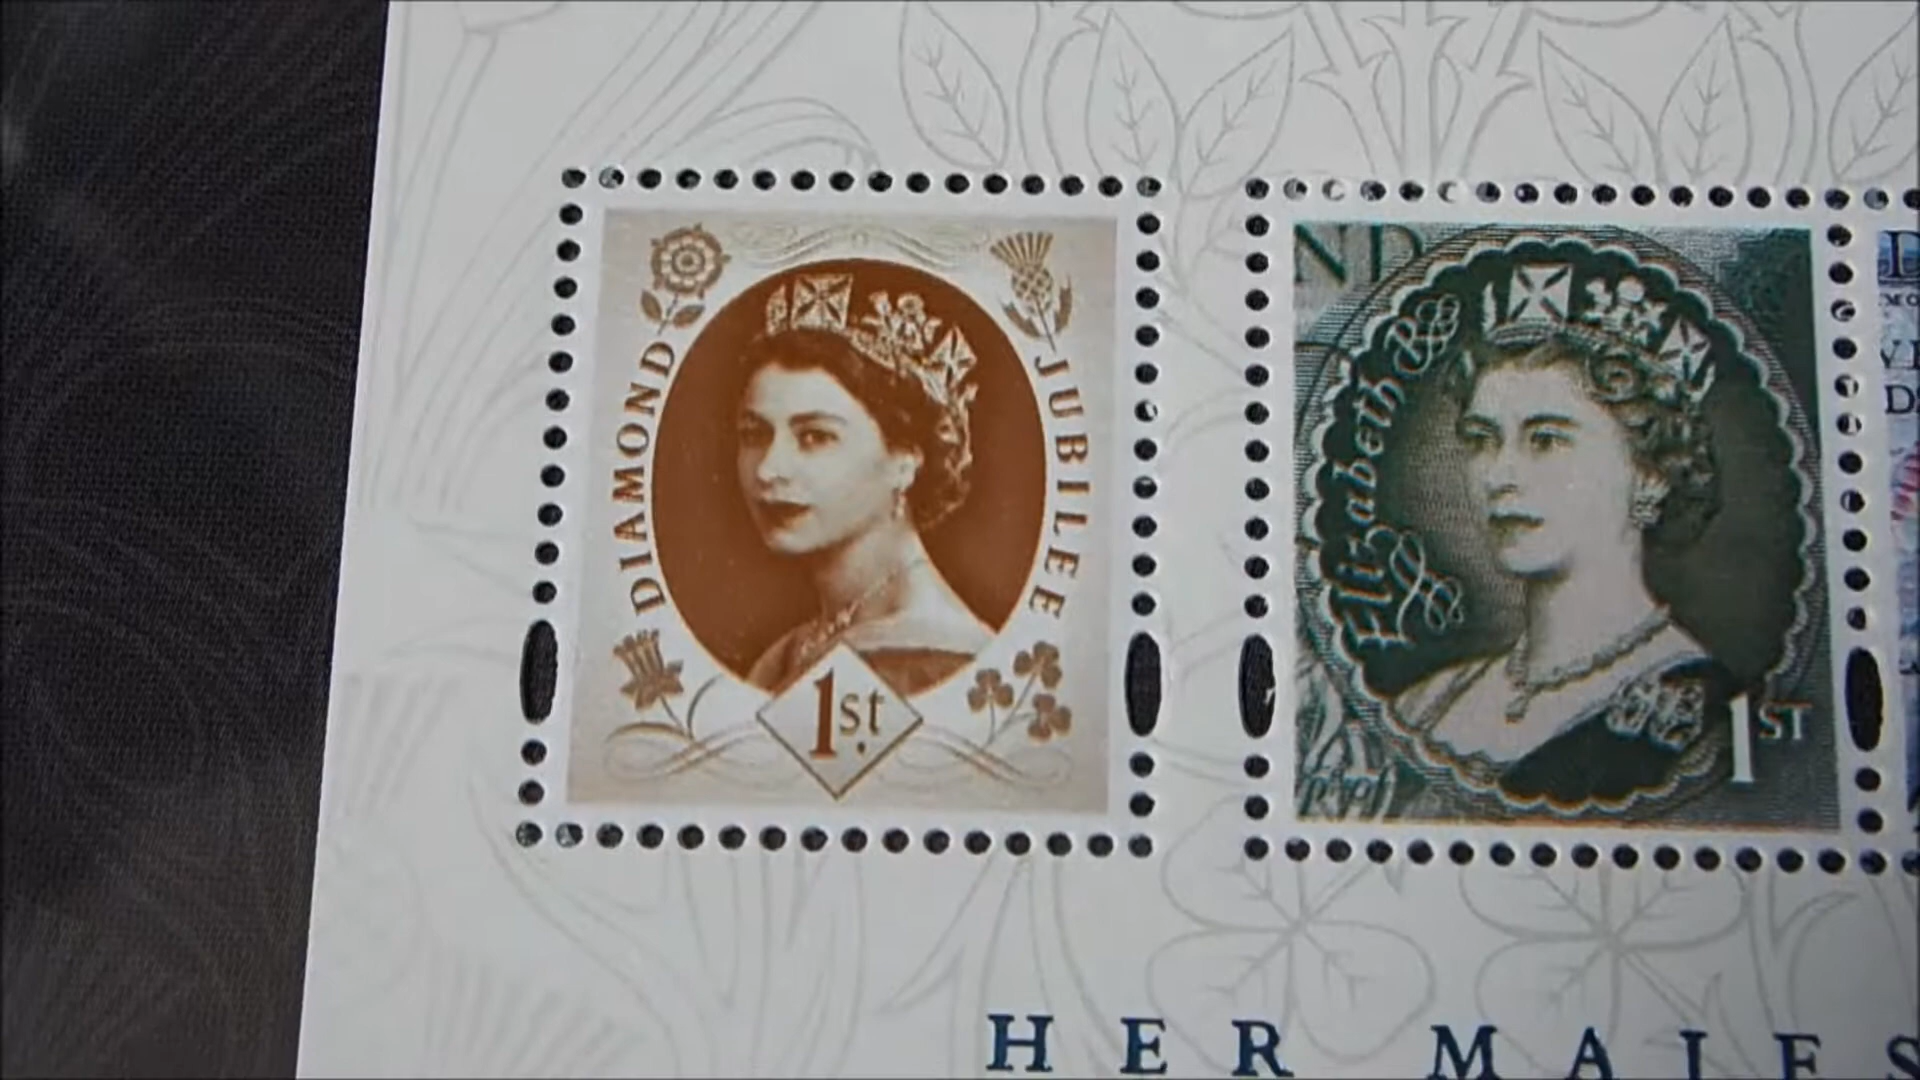 DIAMOND JUBILEE
1st
Elizabeth R
1ST
HER MAJES